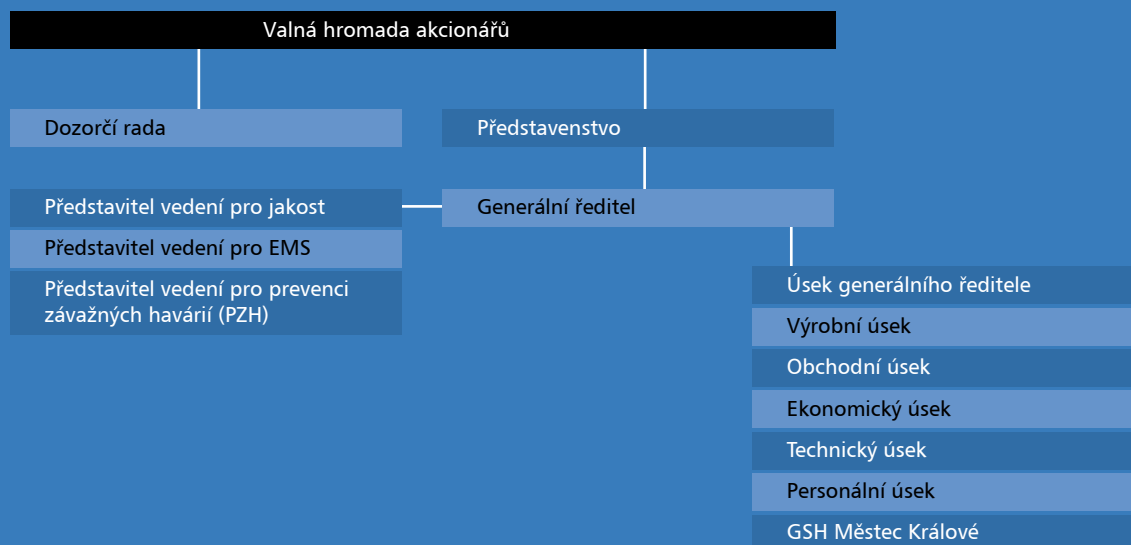 Valná hromada akcionářů
Dozorčí rada
Představenstvo
Představitel vedení pro jakost
Generální ředitel
Představitel vedení pro EMS
Představitel vedení pro prevenci
závažných havárií (PZH)
Úsek generálního ředitele
Výrobní úsek
Obchodní úsek
Ekonomický úsek
Technický úsek
Personální úsek
GSH Městec Králové